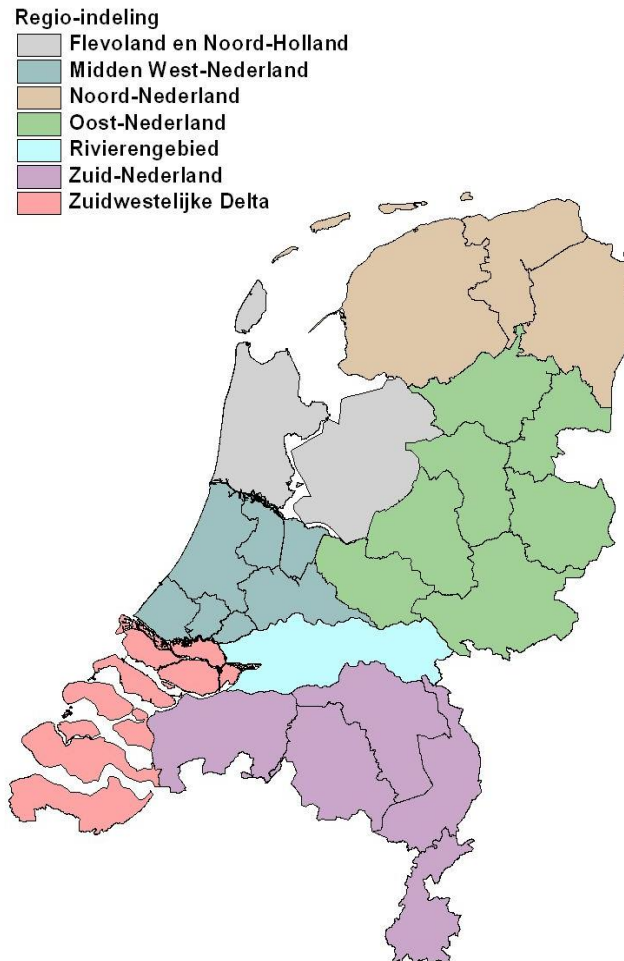 Regio-indeling
Flevoland en Noord-Holland
Midden West-Nederland
Noord-Nederland
Oost-Nederland
Rivierengebied
Zuid-Nederland
Zuidwestelijke Delta